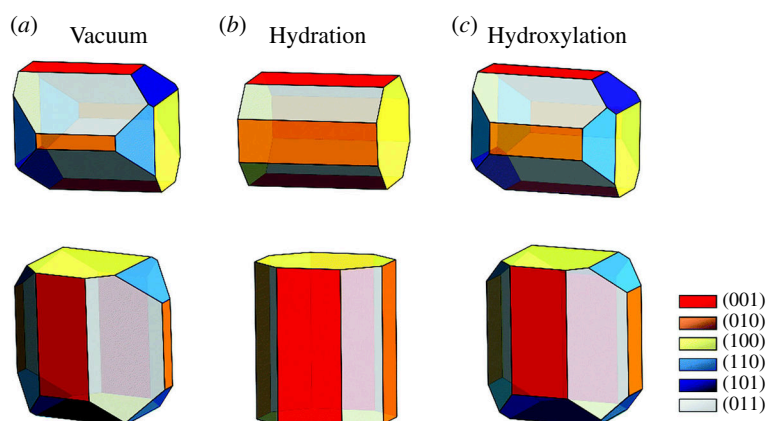 (a) Vacuum
(b) Hydration
(c) Hydroxylation
(001)
(010)
(100)
(110)
(101)
(011)